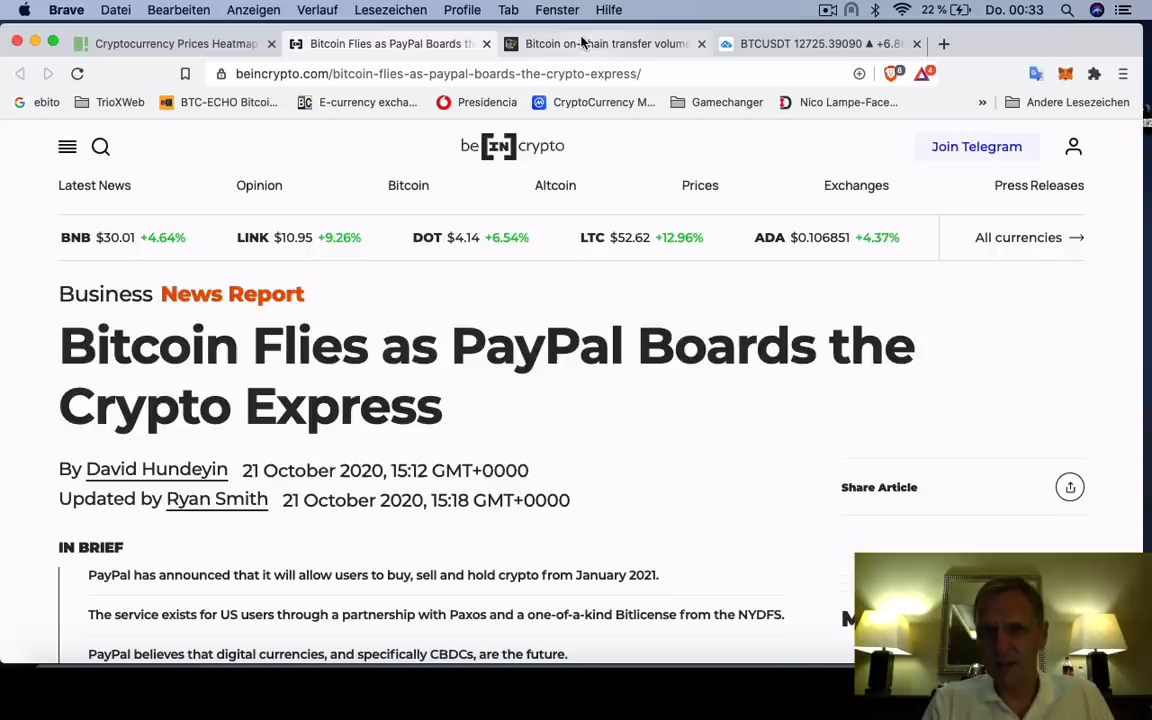 Brave Datei Bearbeiten Anzeigen Verlauf Lesezeichen Profile Tab Fenster Hilfe 22 % Do. 00:33
Cryptocurrency Prices Heatmap Bitcoin Flies as PayPal Boards th Bitcoin on-chain transfer volume BTCUSDT 12725.39090 ▲ +6.8
beincrypto.com/bitcoin-flies-as-paypal-boards-the-crypto-express/ 8 4
ebito TrioXWeb BTC-ECHO Bitcoi... E-currency excha... Presidencia CryptoCurrency M... Gamechanger Nico Lampe-Face... » Andere Lesezeichen
be [IN] crypto Join Telegram
Latest News Opinion Bitcoin Altcoin Prices Exchanges Press Releases
BNB $30.01 +4.64% LINK $10.95 +9.26% DOT $4.14 +6.54% LTC $52.62 +12.96% ADA $0.106851 +4.37% All currencies →
Business News Report
Bitcoin Flies as PayPal Boards the
Crypto Express
By David Hundeyin 21 October 2020, 15:12 GMT+0000
Updated by Ryan Smith 21 October 2020, 15:18 GMT+0000
Share Article
IN BRIEF
PayPal has announced that it will allow users to buy, sell and hold crypto from January 2021.
The service exists for US users through a partnership with Paxos and a one-of-a-kind Bitlicense from the NYDFS.
PayPal believes that digital currencies, and specifically CBDCs, are the future.